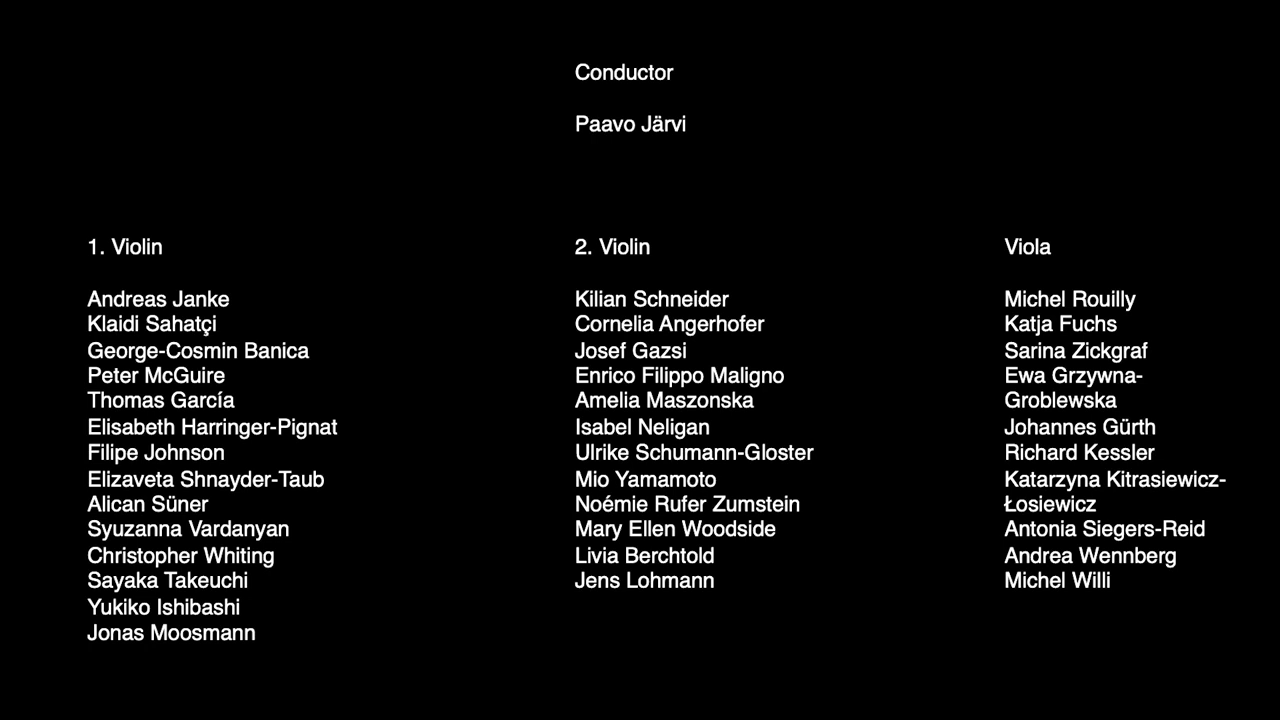 Conductor
Paavo Järvi
1. Violin
Andreas Janke
Klaidi Sahatçi
George-Cosmin Banica
Peter McGuire
Thomas García
Elisabeth Harringer-Pignat
Filipe Johnson
Elizaveta Shnayder-Taub
Alican Süner
Syuzanna Vardanyan
Christopher Whiting
Sayaka Takeuchi
Yukiko Ishibashi
Jonas Moosmann
2. Violin
Kilian Schneider
Cornelia Angerhofer
Josef Gazsi
Enrico Filippo Maligno
Amelia Maszonska
Isabel Neligan
Ulrike Schumann-Gloster
Mio Yamamoto
Noémie Rufer Zumstein
Mary Ellen Woodside
Livia Berchtold
Jens Lohmann
Viola
Michel Rouilly
Katja Fuchs
Sarina Zickgraf
Ewa Grzywna-
Groblewska
Johannes Gürth
Richard Kessler
Katarzyna Kitrasiewicz-
Łosiewicz
Antonia Siegers-Reid
Andrea Wennberg
Michel Willi